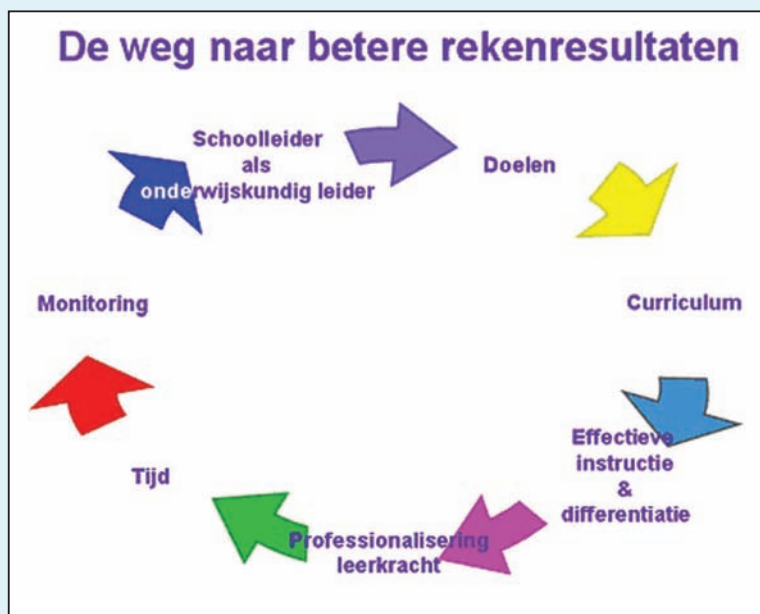 De weg naar betere rekenresultaten
Schoolleider
als
onderwijskundig leider
Doelen
Curriculum
Effectieve
instructie
&
differentiatie
Professionalisering
leerkracht
Tijd
Monitoring